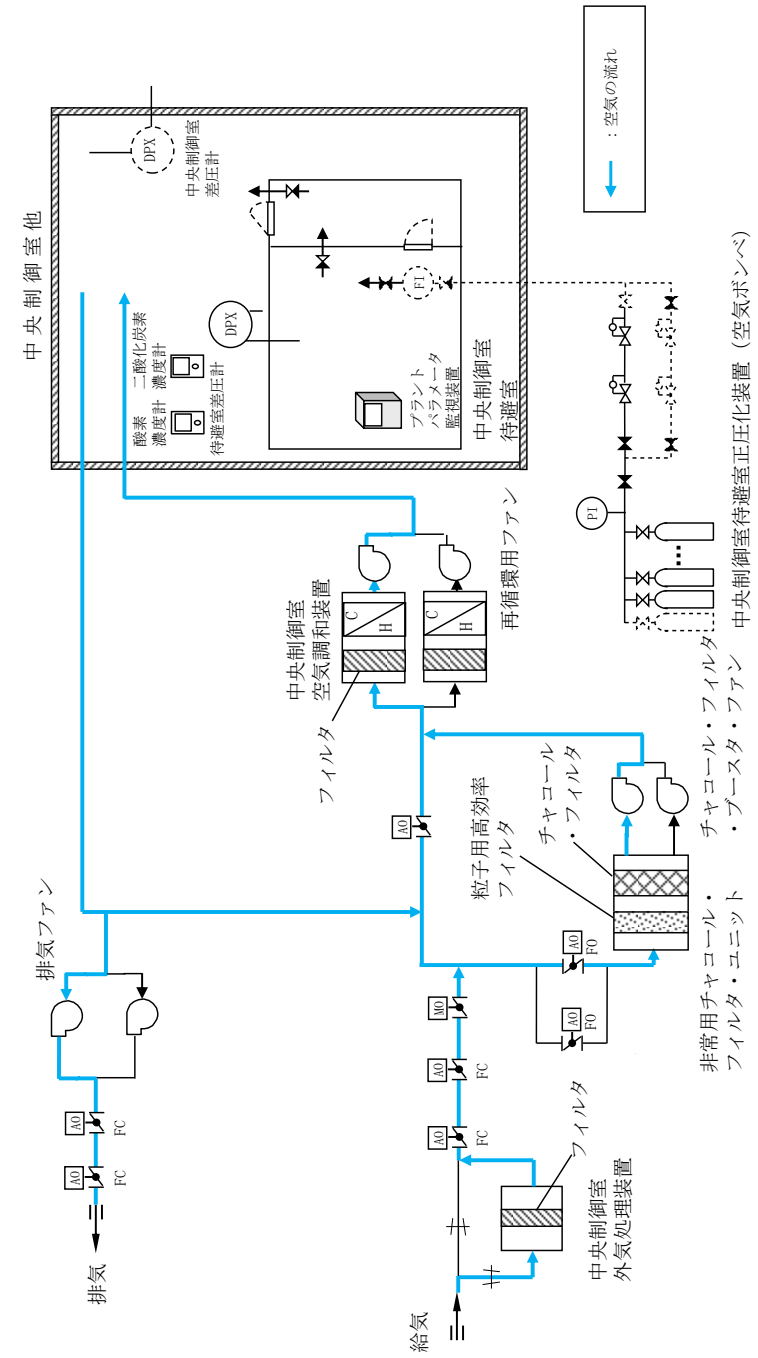 中央制御室他
DPX
中央制御室
差圧計
DPX
酸素
濃度計
二酸化炭素
濃度計
待避室差圧計
FI
プラント
パラメータ
監視装置
中央制御室
待避室
：空気の流れ
PI
中央制御室待避室正圧化装置（空気ボンベ）
中央制御室
空気調和装置
フィルタ
C
H
C
H
再循環用ファン
AO
排気ファン
AO
FC
AO
FC
排気
給気
MO
AO
FC
AO
FC
フィルタ
中央制御室
外気処理装置
AO
FO
AO
FO
粒子用高効率
フィルタ
チャコール
・フィルタ
チャコール・フィルタ
・ブースタ・ファン
非常用チャコール・
フィルタ・ユニット